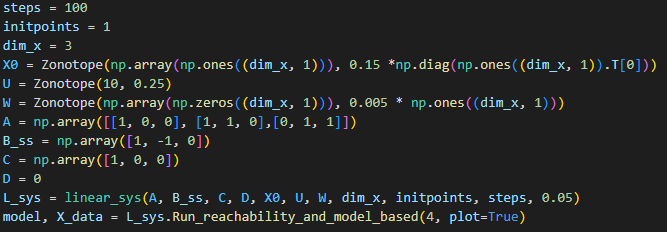 steps = 100
initpoints = 1
dim_x = 3
X0 = Zonotope(np.array(np.ones((dim_x, 1))), 0.15 *np.diag(np.ones((dim_x, 1)).T[0]))
U = Zonotope(10, 0.25)
W = Zonotope(np.array(np.zeros((dim_x, 1))), 0.005 * np.ones((dim_x, 1)))
A = np.array([[1, 0, 0], [1, 1, 0],[0, 1, 1]])
B_ss = np.array([1, -1, 0])
C = np.array([1, 0, 0])
D = 0
L_sys = linear_sys(A, B_ss, C, D, X0, U, W, dim_x, initpoints, steps, 0.05)
model, X_data = L_sys.Run_reachability_and_model_based(4, plot=True)